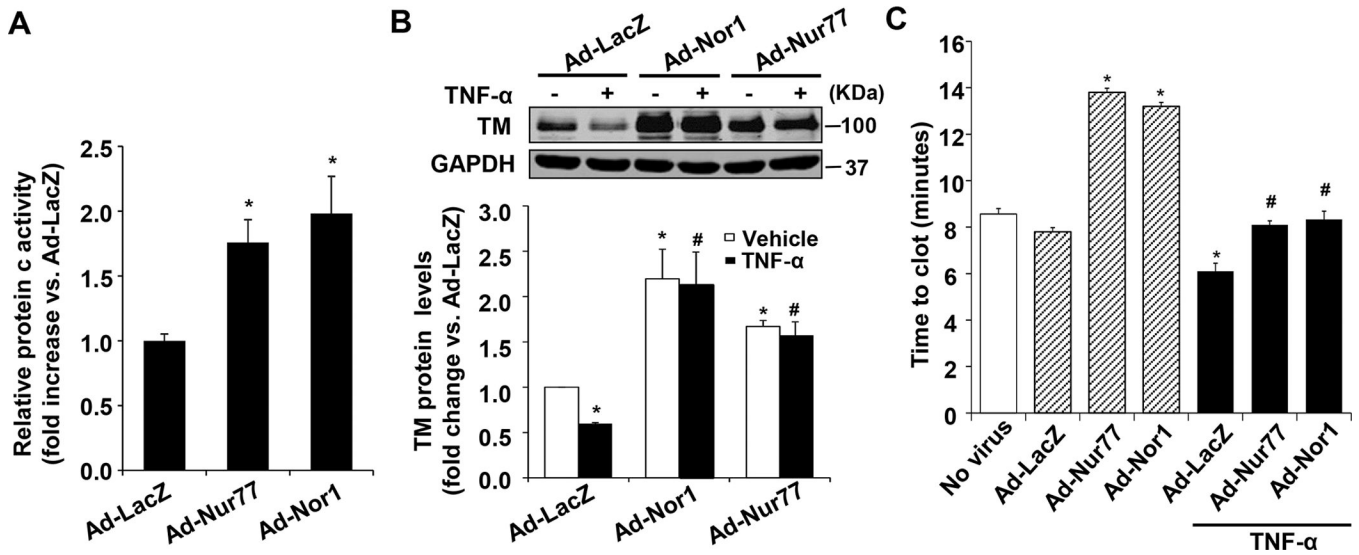 A
Relative protein c activity
(fold increase vs. Ad-LacZ)
2.5
2.0
1.5
1.0
0.5
0.0
*
*
Ad-LacZ
Ad-Nur77
Ad-Nor1
B
Ad-LacZ
Ad-Nor1
Ad-Nur77
TNF-α - + - + - + (KDa)
TM 100
GAPDH 37
TM protein levels
(fold change vs. Ad-LacZ)
3.0
2.5
2.0
1.5
1.0
0.5
0.0
Vehicle
TNF-α
*
* #
* #
Ad-LacZ
Ad-Nor1
Ad-Nur77
C
Time to clot (minutes)
16
14
12
10
8
6
4
2
0
* *
* # #
No virus
Ad-LacZ
Ad-Nur77
Ad-Nor1
Ad-LacZ
Ad-Nur77
Ad-Nor1
TNF-α